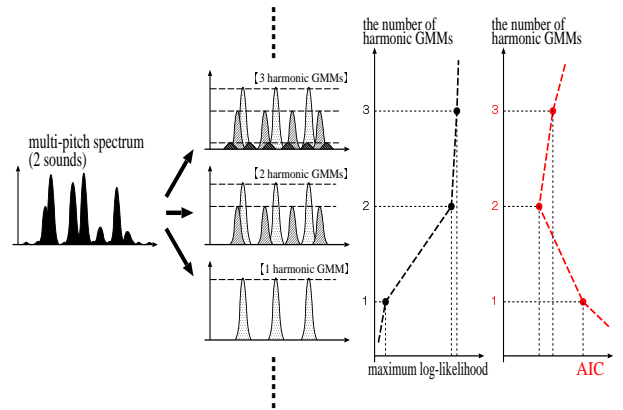 multi-pitch spectrum
(2 sounds)
【3 harmonic GMMs】
【2 harmonic GMMs】
【1 harmonic GMM】
the number of
harmonic GMMs
3
2
1
maximum log-likelihood
the number of
harmonic GMMs
3
2
1
AIC